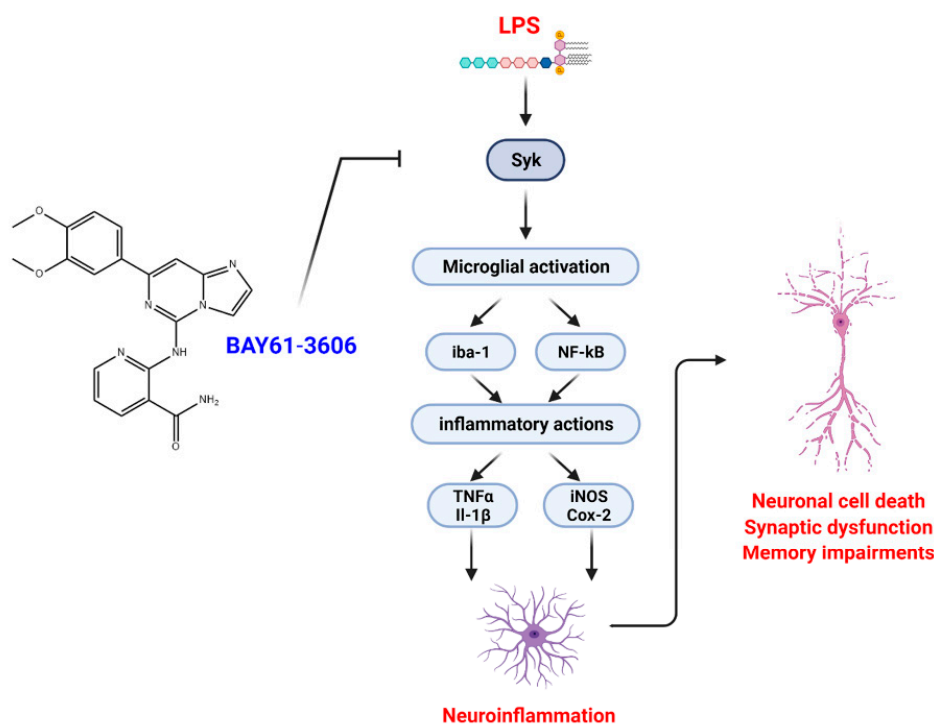 LPS
Syk
Microglial activation
iba-1
NF-kB
inflammatory actions
TNFα
Il-1β
iNOS
Cox-2
Neuroinflammation
BAY61-3606
O
O
N
N
N
N
NH
NH₂
O
Neuronal cell death
Synaptic dysfunction
Memory impairments